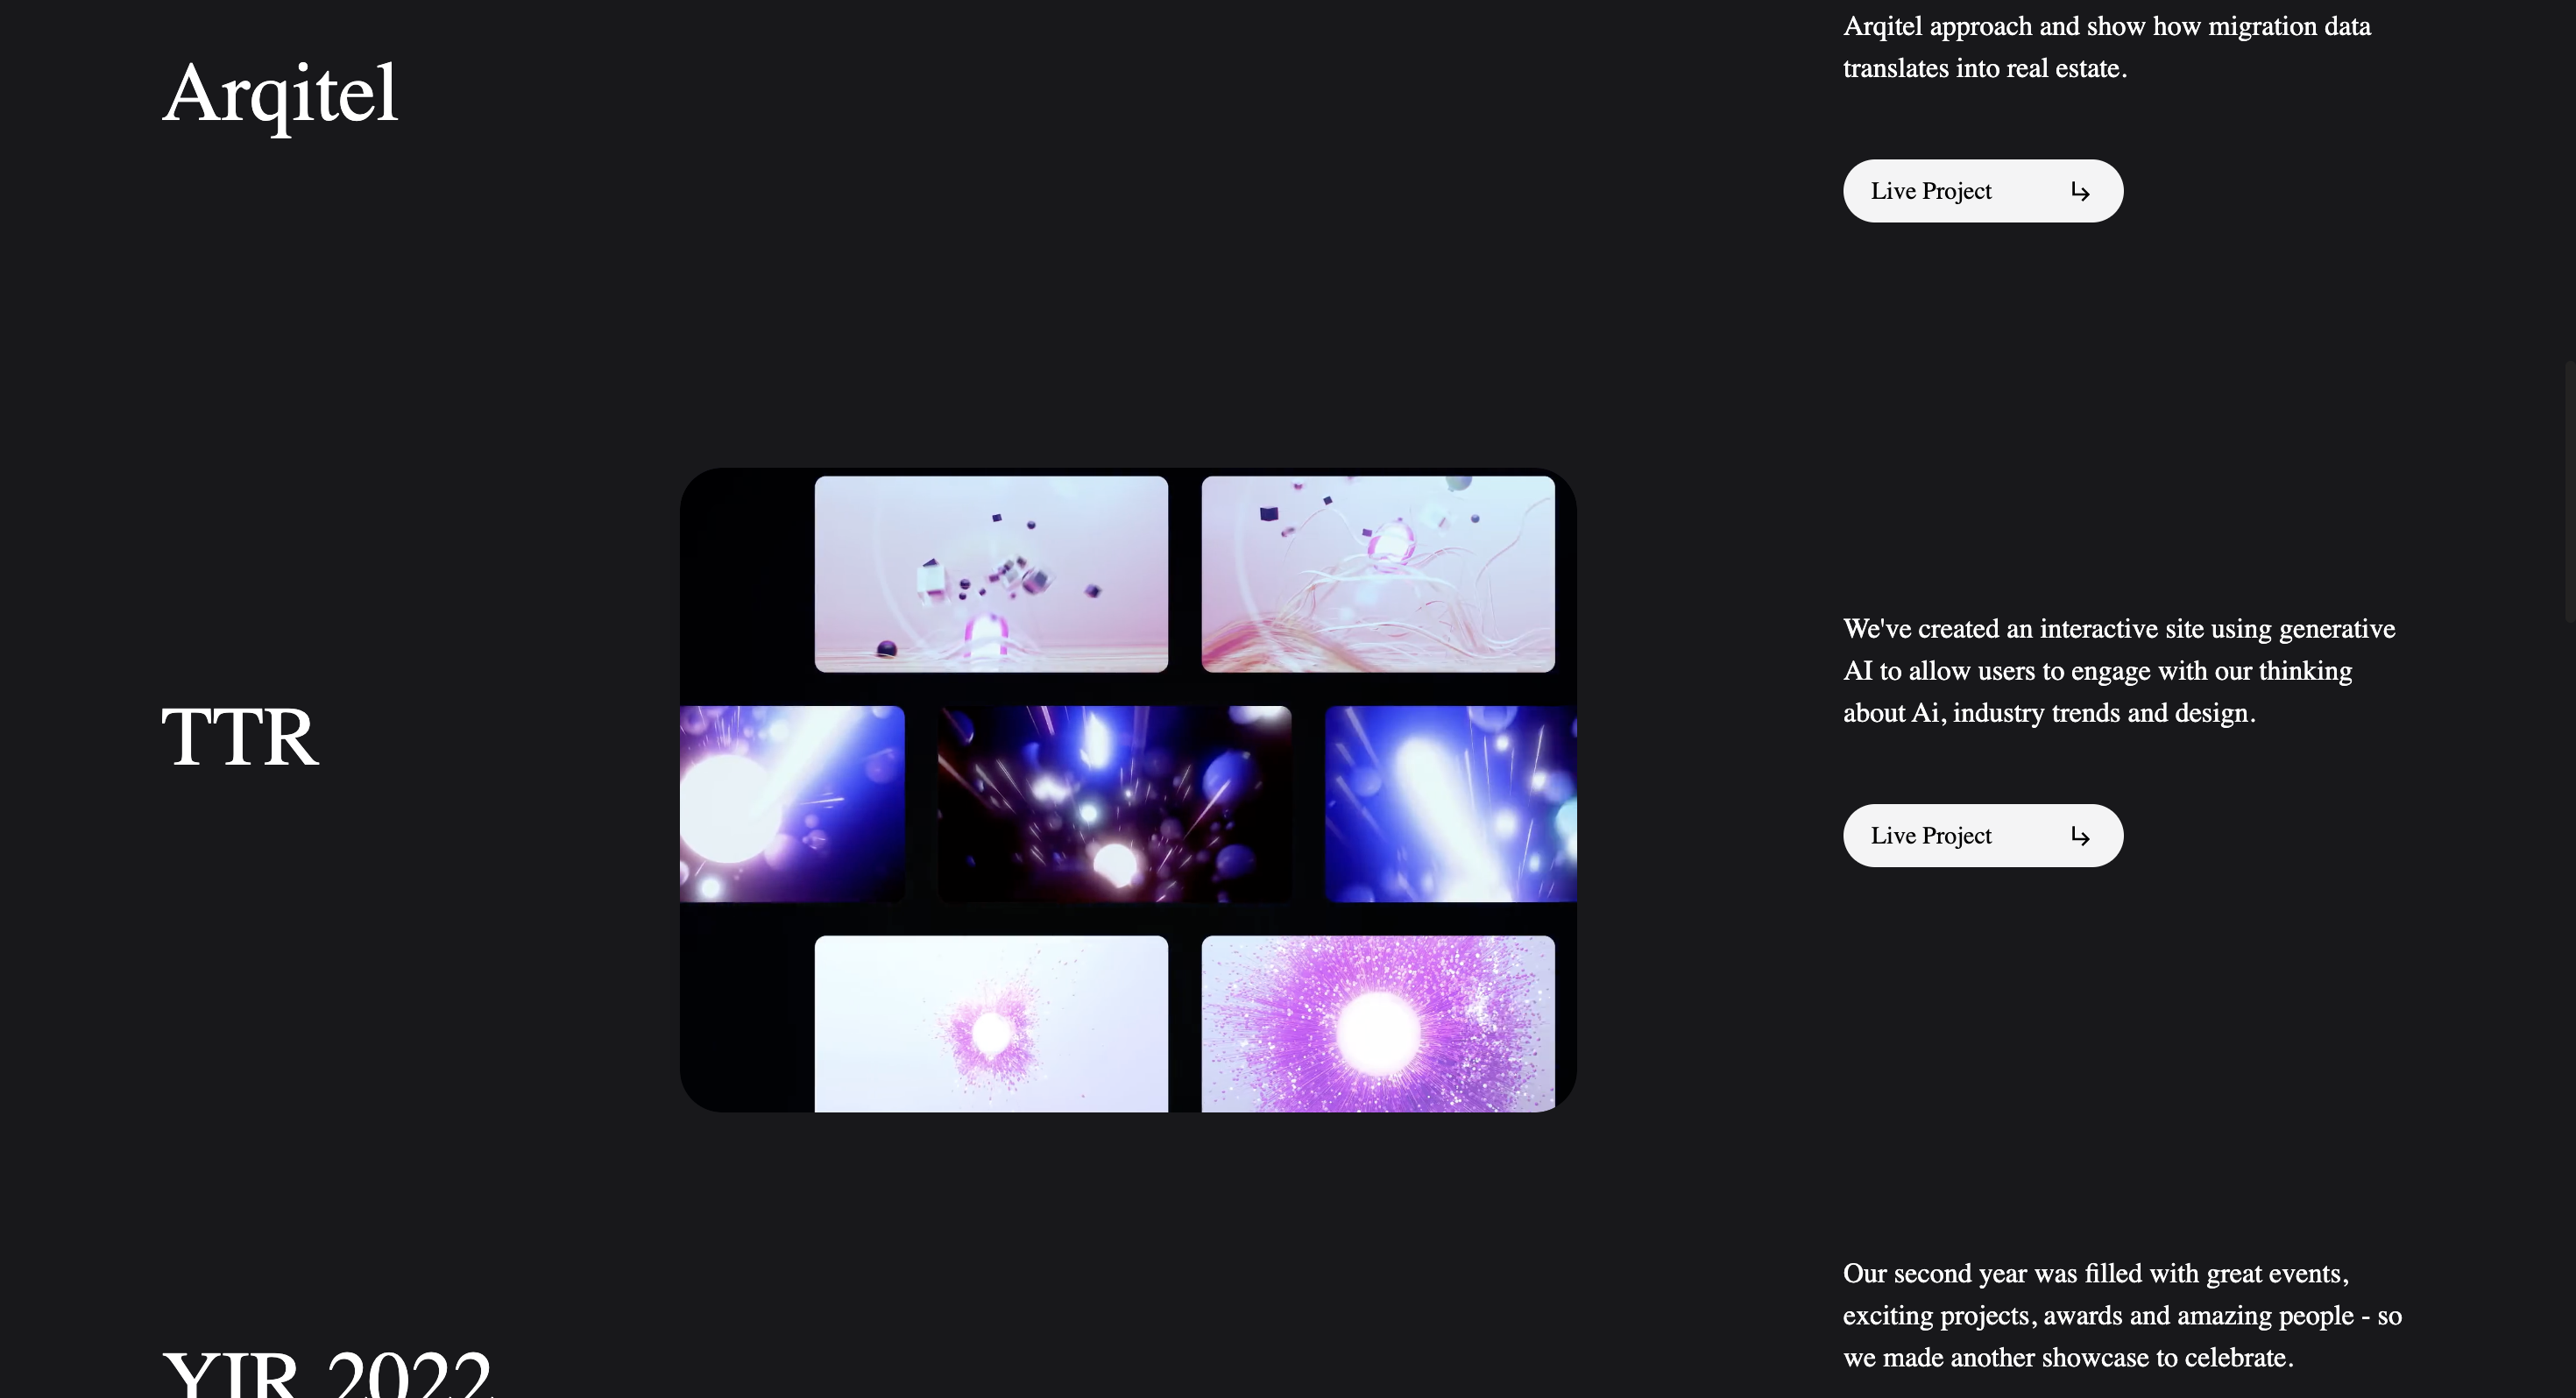 Arqitel
Arqitel approach and show how migration data
translates into real estate.
Live Project
TTR
We've created an interactive site using generative
AI to allow users to engage with our thinking
about Ai, industry trends and design.
Live Project
YIR 2022
Our second year was filled with great events,
exciting projects, awards and amazing people - so
we made another showcase to celebrate.